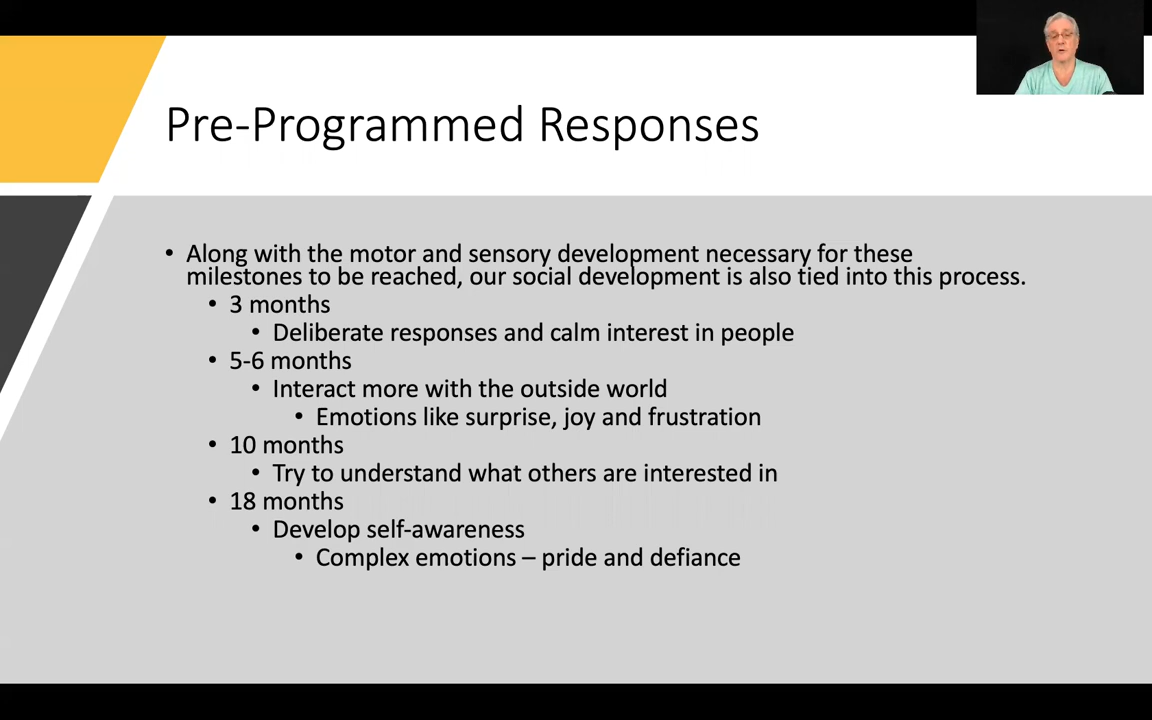 Pre-Programmed Responses
• Along with the motor and sensory development necessary for these
milestones to be reached, our social development is also tied into this process.
• 3 months
• Deliberate responses and calm interest in people
• 5-6 months
• Interact more with the outside world
• Emotions like surprise, joy and frustration
• 10 months
• Try to understand what others are interested in
• 18 months
• Develop self-awareness
• Complex emotions – pride and defiance